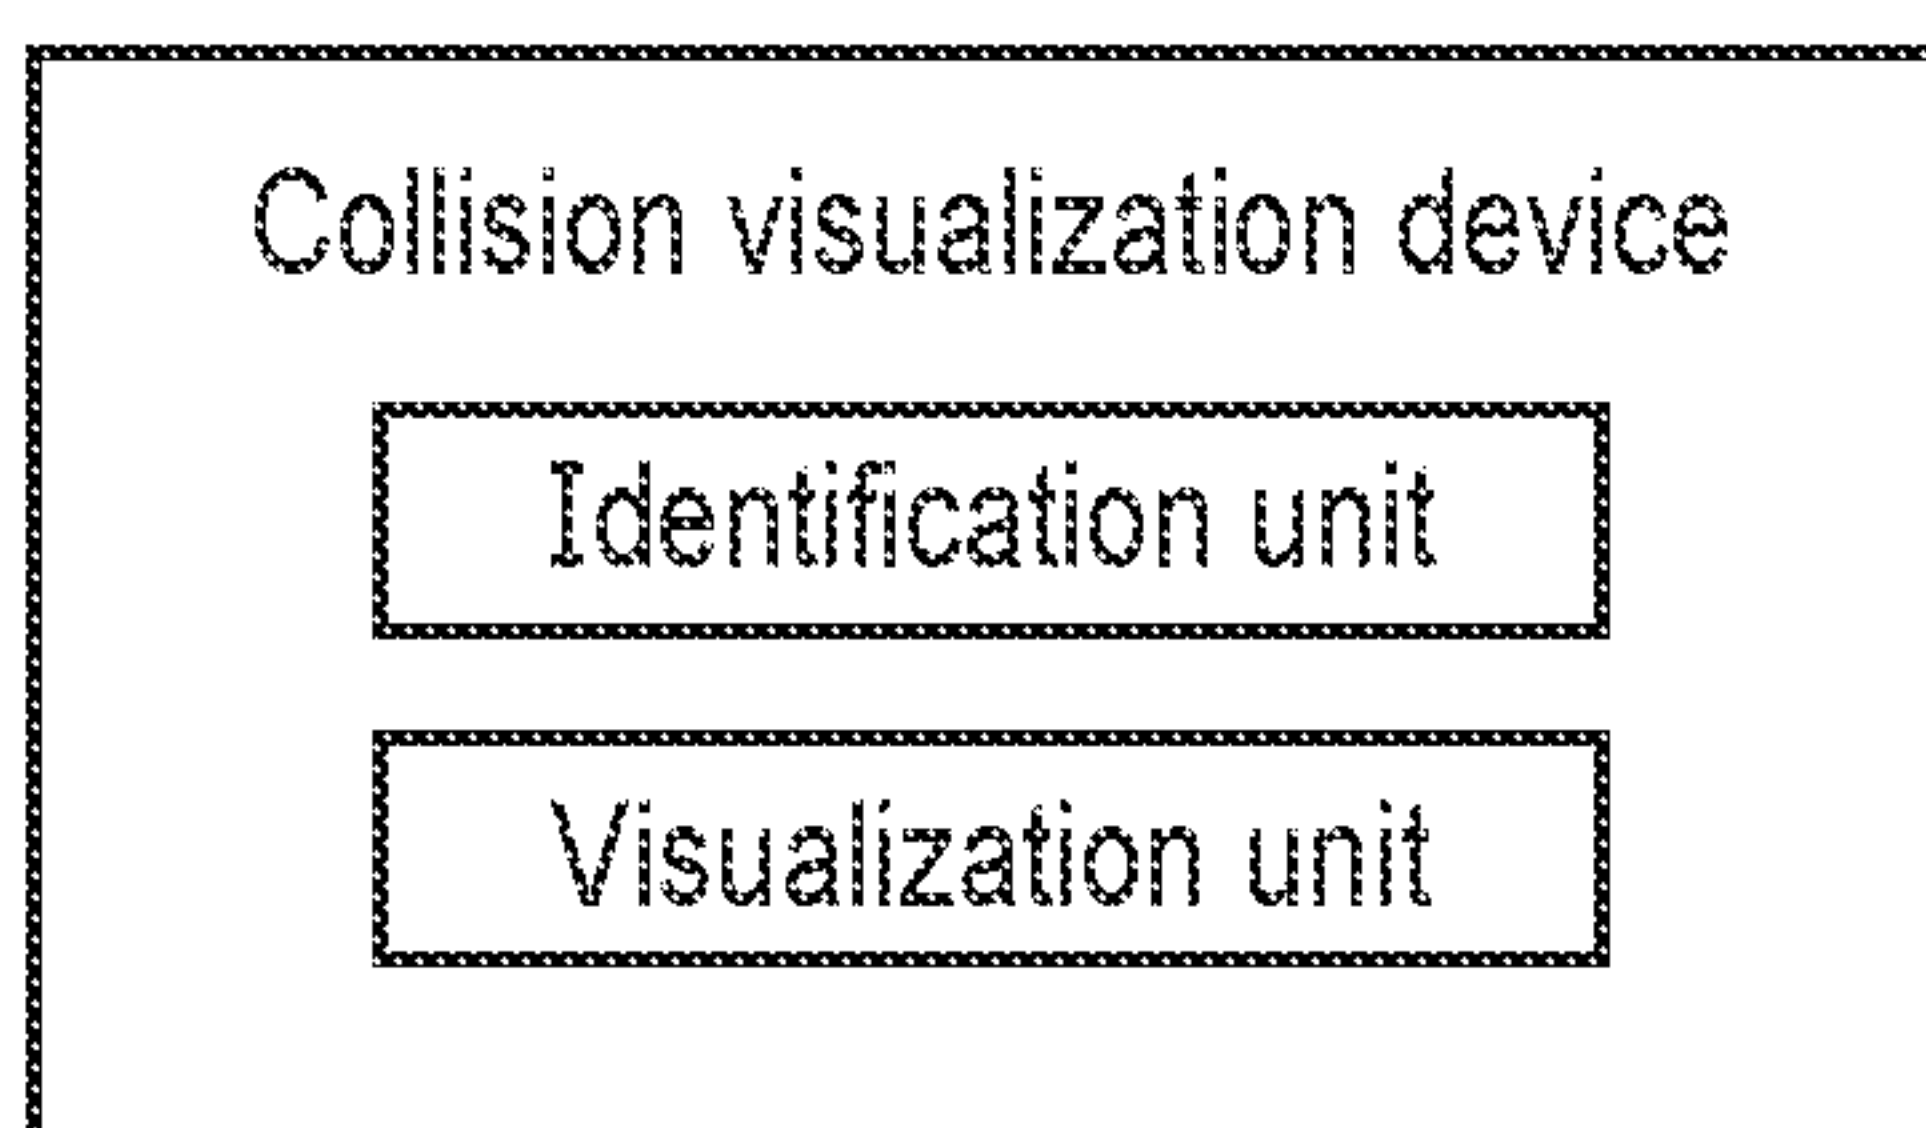 Collision visualization device
Identification unit
Visualization unit